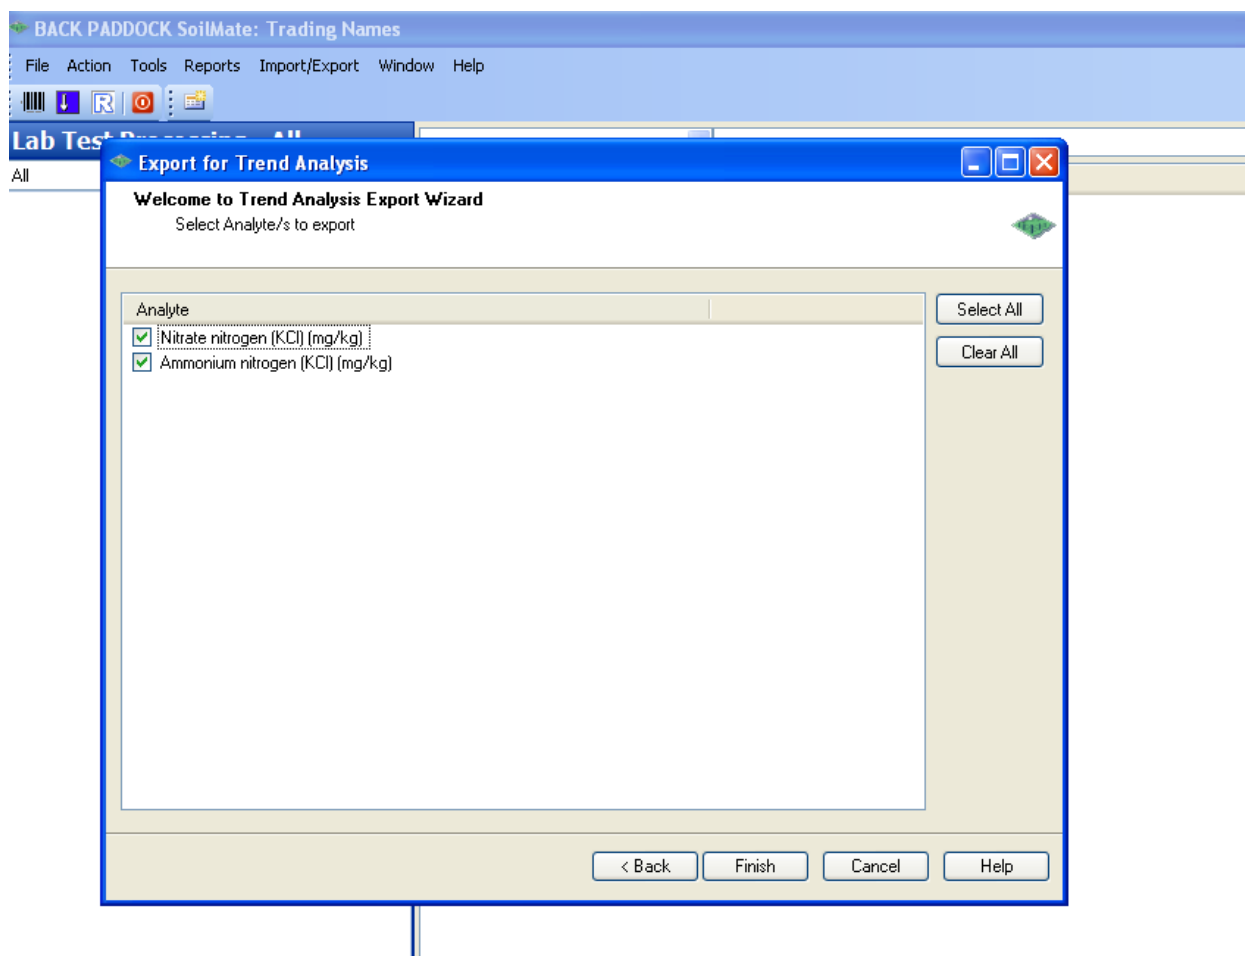 BACK PADDOCK SoilMate: Trading Names
File Action Tools Reports Import/Export Window Help
R
Lab Test Processing - All
All
Export for Trend Analysis
Welcome to Trend Analysis Export Wizard
Select Analyte/s to export
Analyte
Select All
Nitrate nitrogen (KCl) (mg/kg)
Clear All
Ammonium nitrogen (KCl) (mg/kg)
< Back Finish Cancel Help